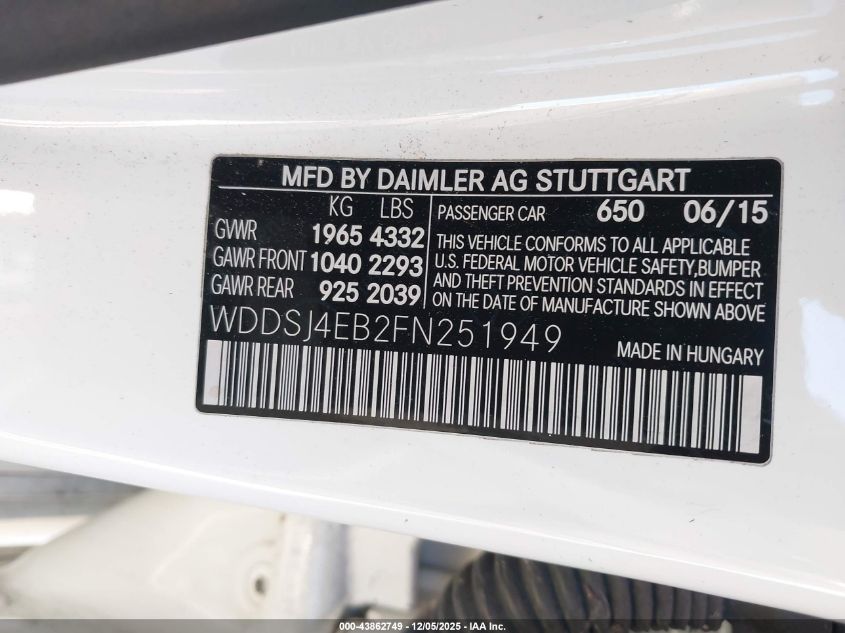 MFD BY DAIMLER AG STUTTGART
KG LBS
GVWR 1965 4332
GAWR FRONT 1040 2293
GAWR REAR 925 2039
PASSENGER CAR 650 06/15
THIS VEHICLE CONFORMS TO ALL APPLICABLE
U.S. FEDERAL MOTOR VEHICLE SAFETY,BUMPER
AND THEFT PREVENTION STANDARDS IN EFFECT
ON THE DATE OF MANUFACTURE SHOWN ABOVE
WDDSJ4EB2FN251949
MADE IN HUNGARY
000-43862749 - 12/05/2025 - IAA Inc.